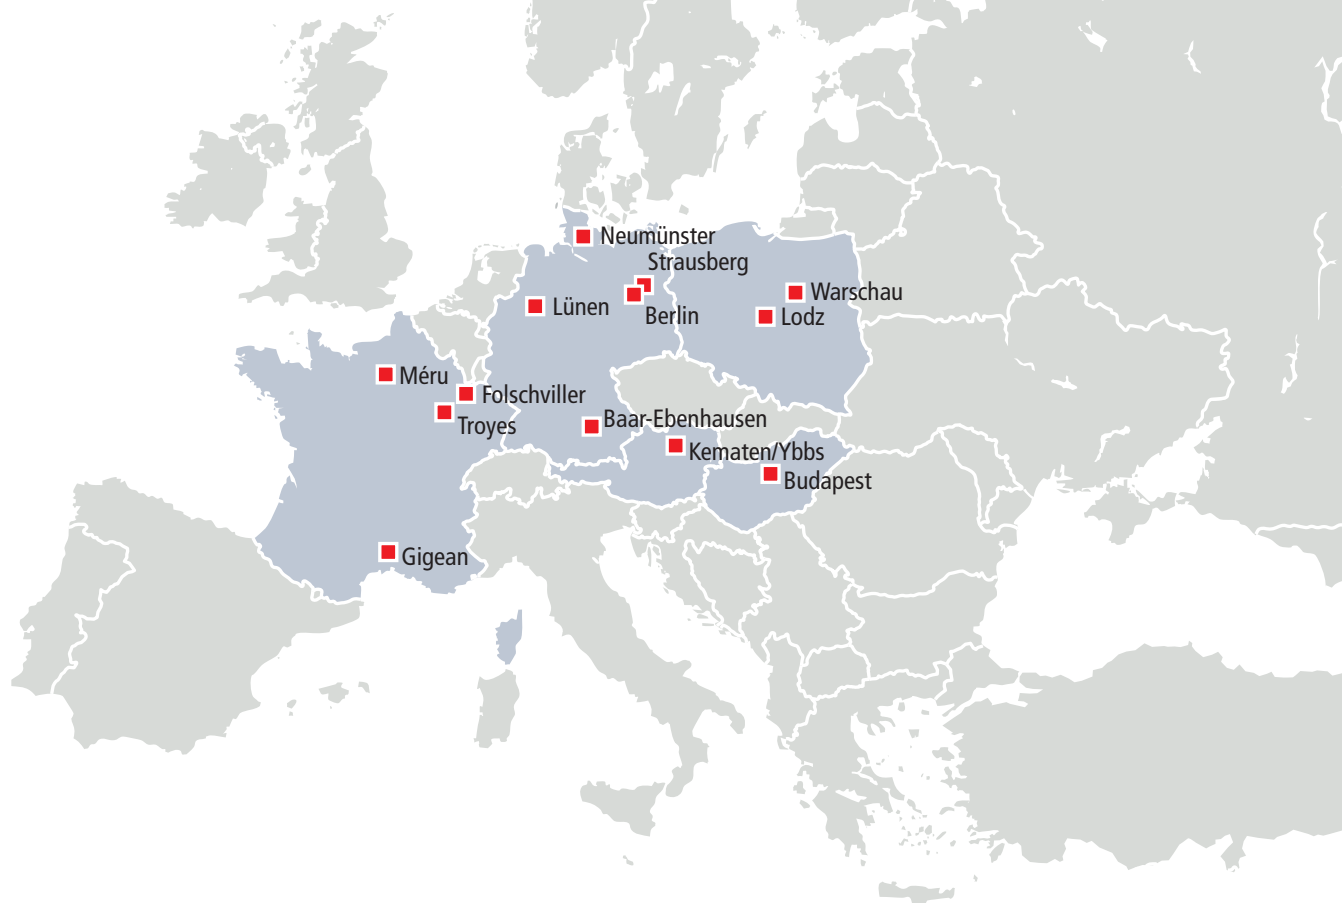 Neumünster
Strausberg
Warschau
Lünen
Berlin
Lodz
Méru
Folschviller
Troyes
Baar-Ebenhausen
Kematen/Ybbs
Budapest
Gigean